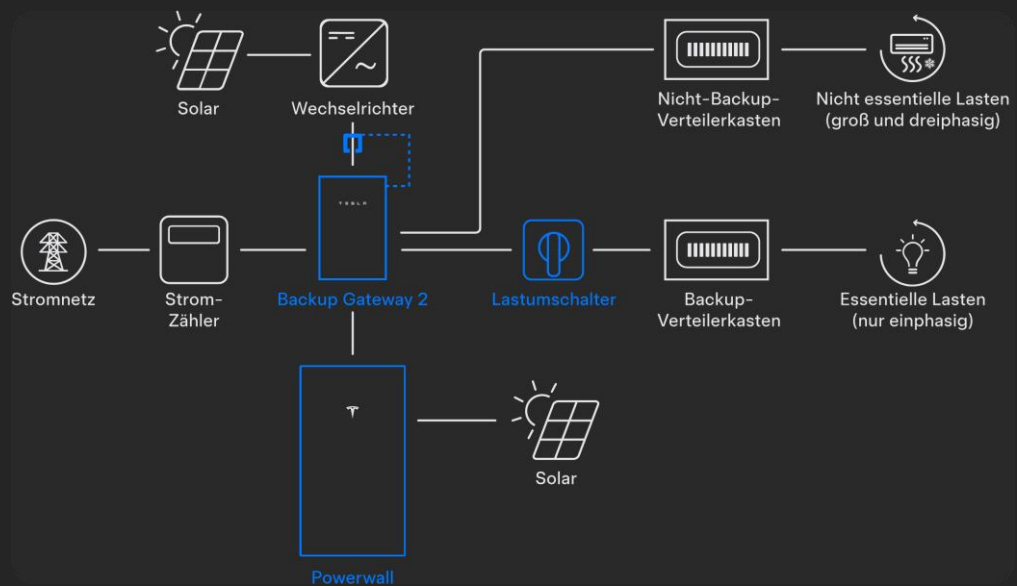 Solar
Wechselrichter
Nicht-Backup-
Verteilerkasten
Nicht essentielle Lasten
(groß und dreiphasig)
TESLA
Stromnetz
Strom-
Zähler
Backup Gateway 2
Lastumschalter
Backup-
Verteilerkasten
Essentielle Lasten
(nur einphasig)
Solar
Powerwall